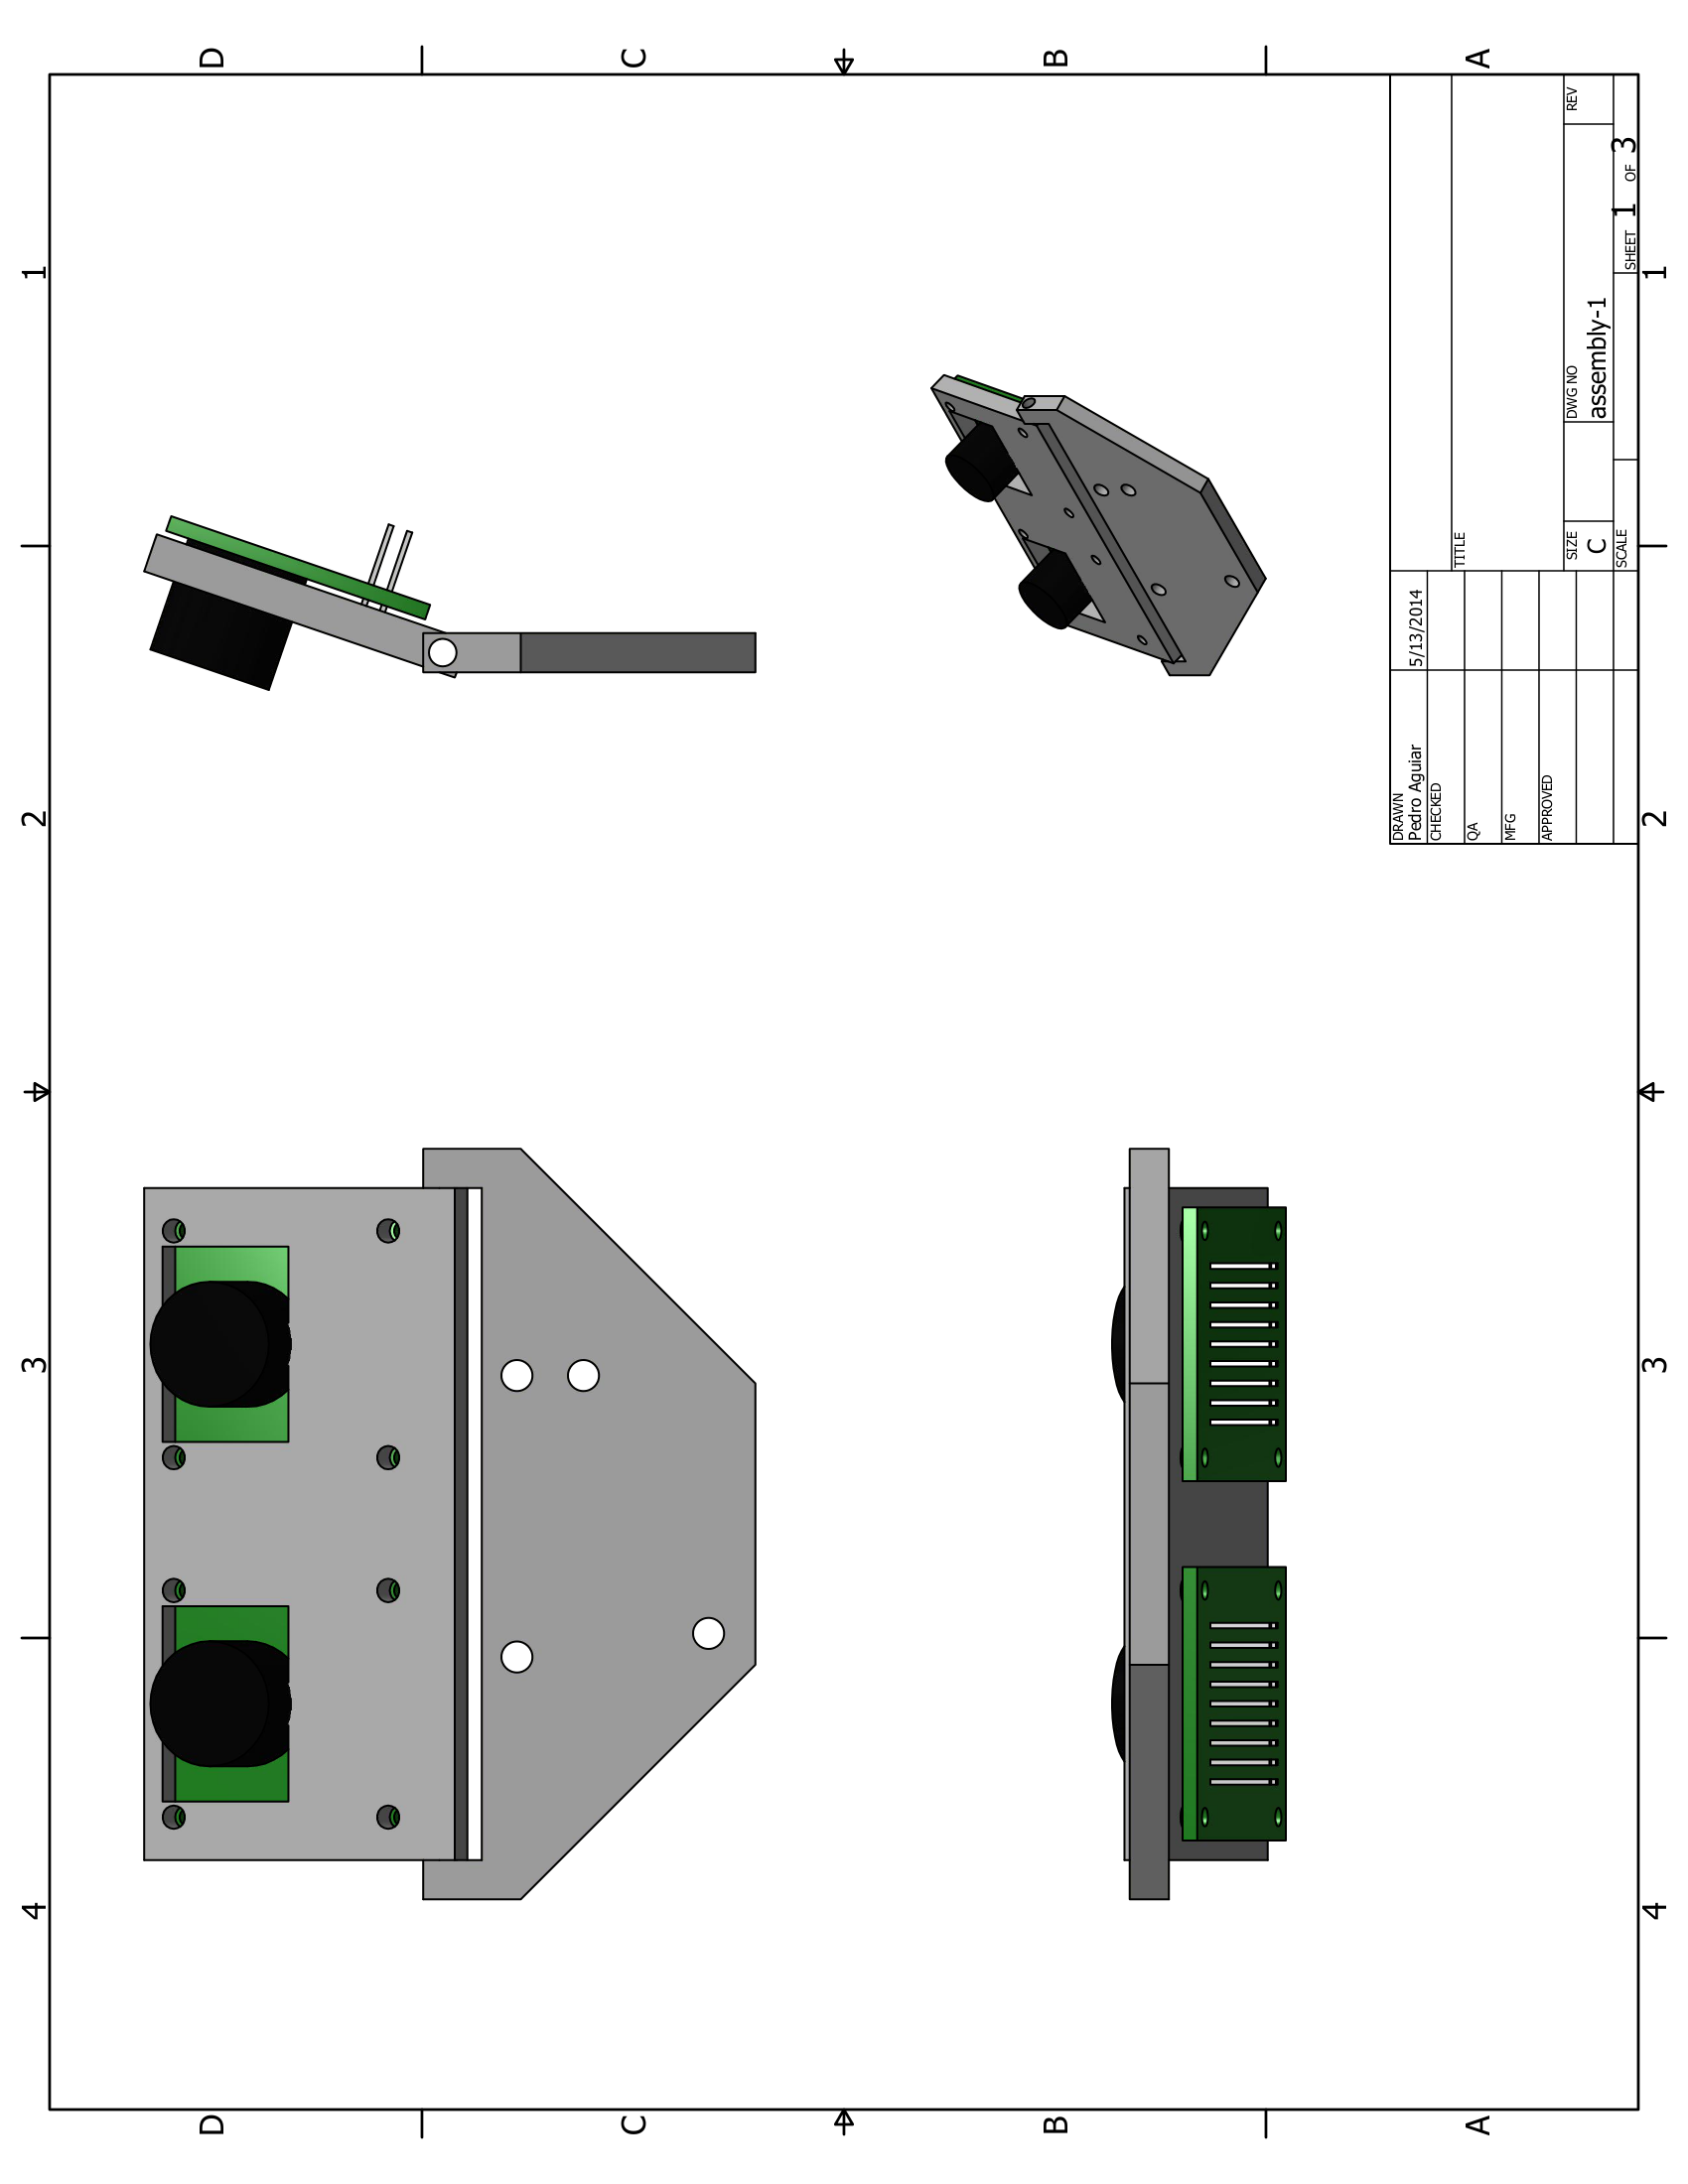 4 3 2 1
D D
C C
B B
A A
DRAWN
Pedro Aguiar 5/13/2014
CHECKED
QA
MFG
APPROVED
TITLE
SIZE
C
DWG NO
assembly-1
REV
SCALE
SHEET 1 OF 3
4 3 2 1